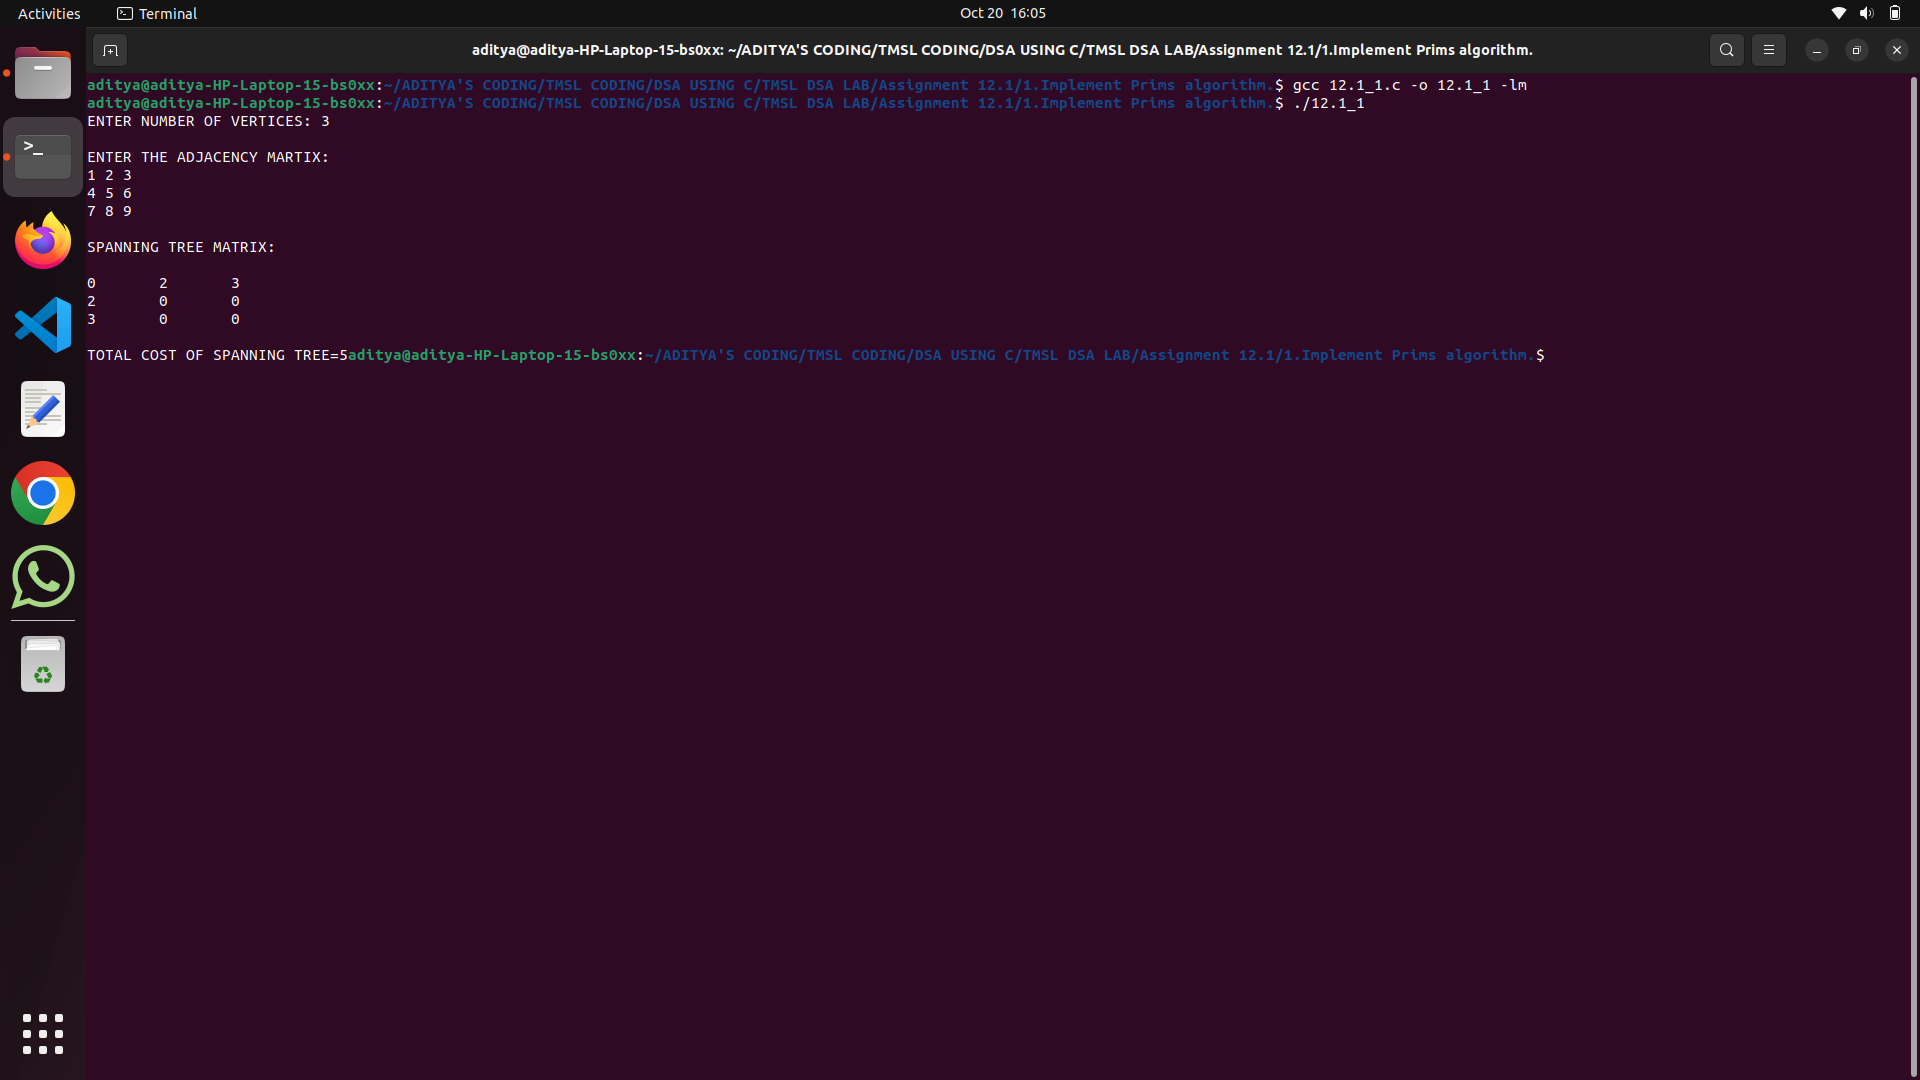 Activities Terminal Oct 20 16:05
aditya@aditya-HP-Laptop-15-bs0xx: ~/ADITYA'S CODING/TMSL CODING/DSA USING C/TMSL DSA LAB/Assignment 12.1/1.Implement Prims algorithm.
aditya@aditya-HP-Laptop-15-bs0xx:~/ADITYA'S CODING/TMSL CODING/DSA USING C/TMSL DSA LAB/Assignment 12.1/1.Implement Prims algorithm.$ gcc 12.1_1.c -o 12.1_1 -lm
aditya@aditya-HP-Laptop-15-bs0xx:~/ADITYA'S CODING/TMSL CODING/DSA USING C/TMSL DSA LAB/Assignment 12.1/1.Implement Prims algorithm.$ ./12.1_1
ENTER NUMBER OF VERTICES: 3
ENTER THE ADJACENCY MARTIX:
1 2 3
4 5 6
7 8 9
SPANNING TREE MATRIX:
0 2 3
2 0 0
3 0 0
TOTAL COST OF SPANNING TREE=5aditya@aditya-HP-Laptop-15-bs0xx:~/ADITYA'S CODING/TMSL CODING/DSA USING C/TMSL DSA LAB/Assignment 12.1/1.Implement Prims algorithm.$